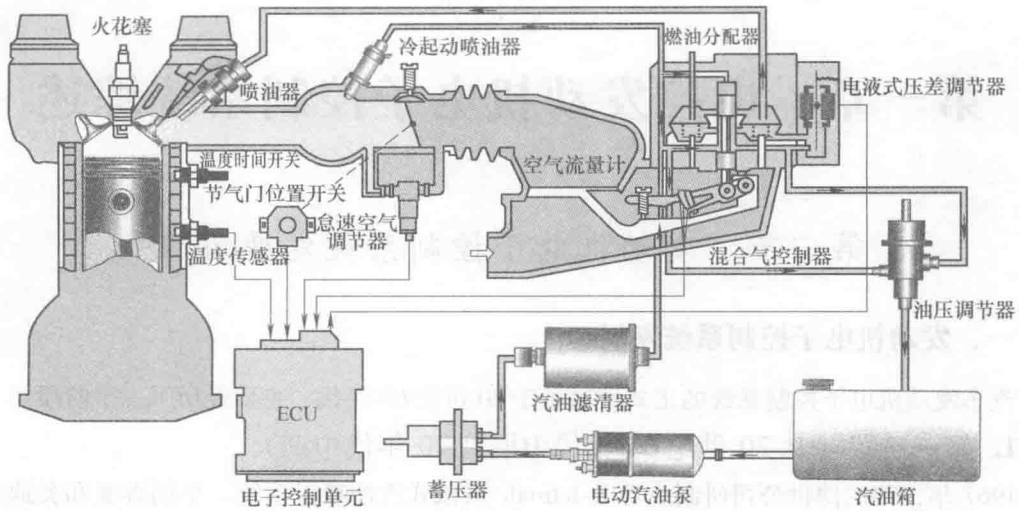 火花塞
冷起动喷油器
燃油分配器
喷油器
电液式压差调节器
温度时间开关
空气流量计
节气门位置开关
怠速空气
调节器
温度传感器
混合气控制器
油压调节器
ECU
汽油滤清器
电子控制单元
蓄压器
电动汽油泵
汽油箱